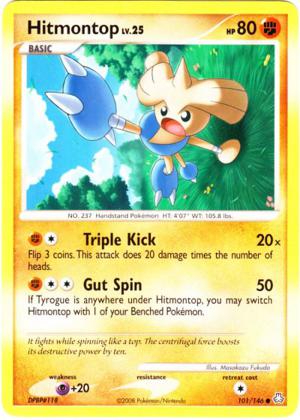 Hitmontop LV.25 HP 80
BASIC
NO. 237 Handstand Pokémon HT. 4'07" WT. 105.8 lbs.
Triple Kick 20x
Flip 3 coins. This attack does 20 damage times the number of
heads.
Gut Spin 50
If Tyrogue is anywhere under Hitmontop, you may switch
Hitmontop with 1 of your Benched Pokémon.
Illus. Masakazu Fukuda
It fights while spinning like a top. The centrifugal force boosts
its destructive power.
weakness resistance retreat cost
+20
DPBP#118 ©2008 Pokémon/Nintendo 101/146